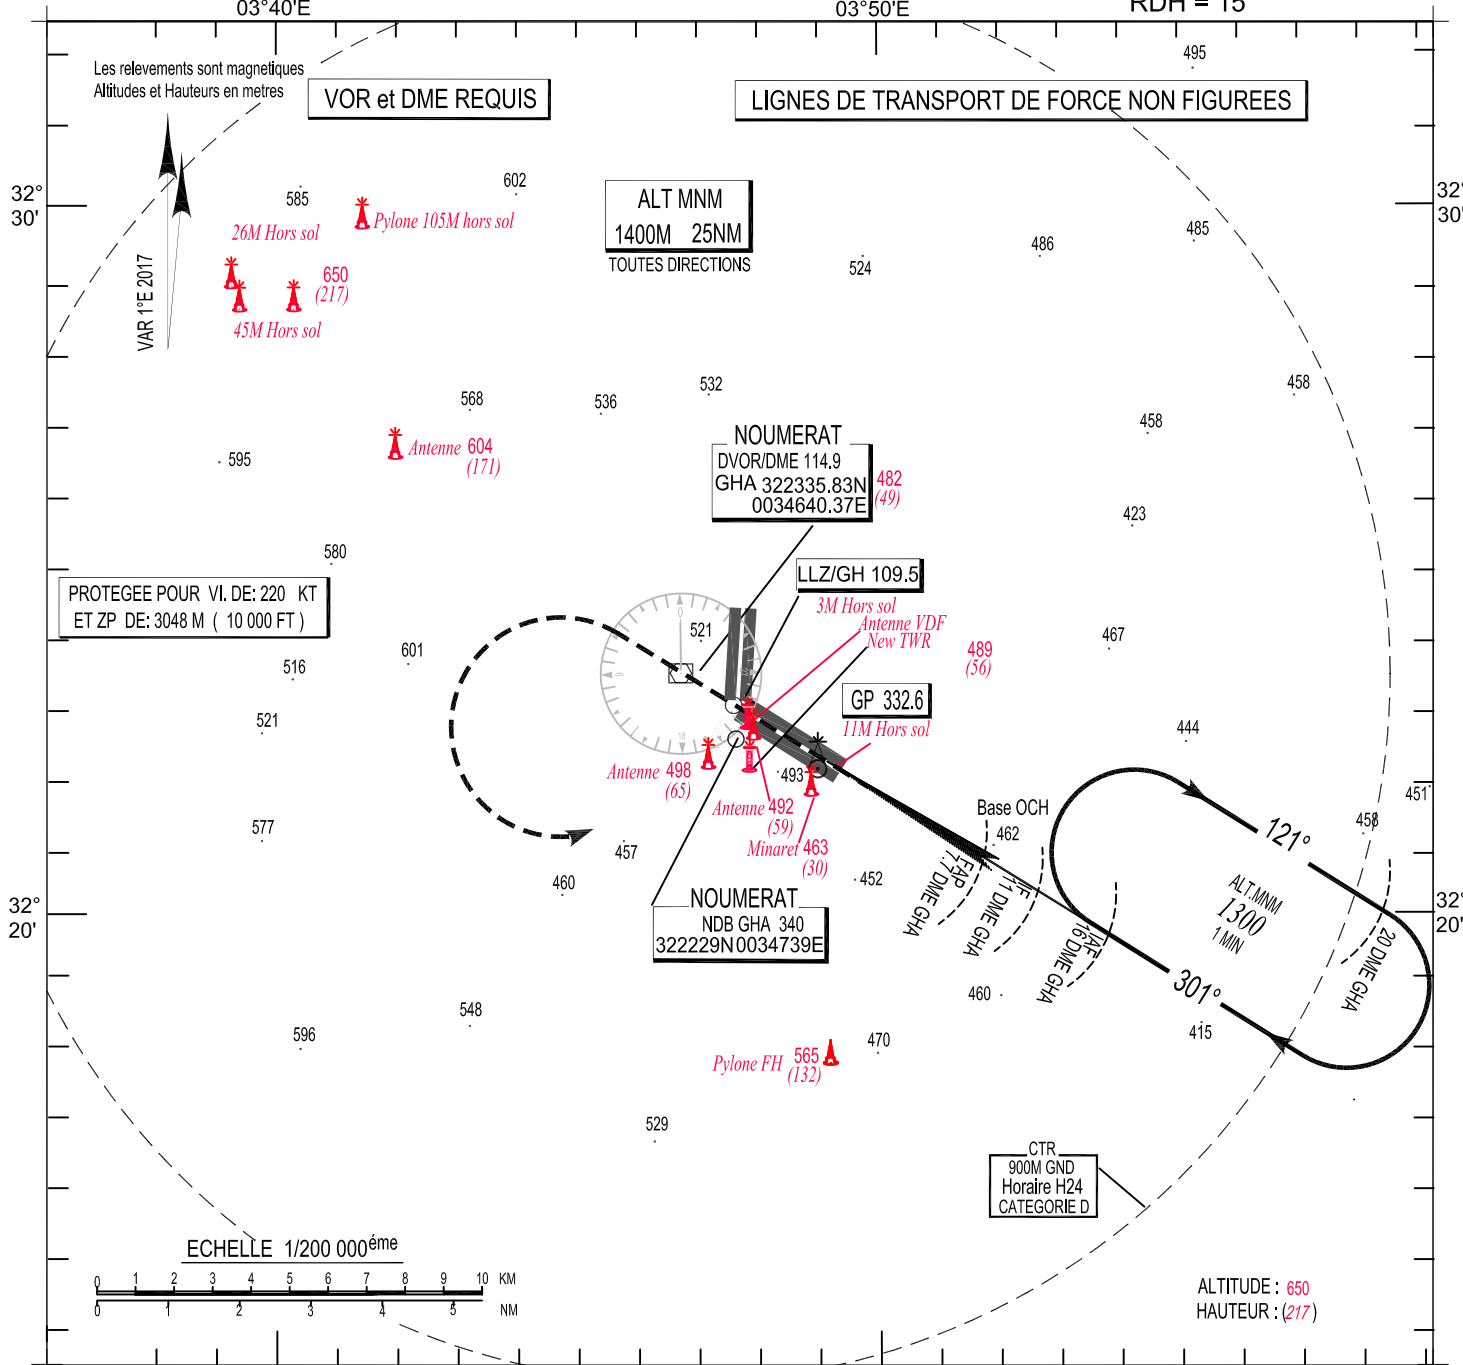 03°40'E
03°50'E
RDH = 15
Les relevements sont magnetiques
Altitudes et Hauteurs en metres
VOR et DME REQUIS
LIGNES DE TRANSPORT DE FORCE NON FIGUREES
495
32°
30'
32°
30'
585
602
Pylone 105M hors sol
26M Hors sol
650
(217)
45M Hors sol
VAR 1°E 2017
ALT MNM
1400M 25NM
TOUTES DIRECTIONS
524
486
485
568
536
532
458
458
595
Antenne 604
(171)
NOUMERAT
DVOR/DME 114.9
GHA 322335.83N
0034640.37E
482
(49)
423
580
PROTEGEE POUR VI. DE: 220 KT
ET ZP DE: 3048 M ( 10 000 FT )
LLZ/GH 109.5
3M Hors sol
Antenne VDF
New TWR
521
0
9
18
489
(56)
467
601
516
521
GP 332.6
11M Hors sol
444
Antenne 498
(65)
493
Antenne 492
(59)
Minaret 463
(30)
451
458
577
457
460
452
Base OCH
462
FAP
7.7 DME GHA
IF
11 DME GHA
IAF
16 DME GHA
20 DME GHA
121°
ALT.MNM
1300
1 MIN
301°
32°
20'
32°
20'
NOUMERAT
NDB GHA 340
322229N0034739E
460
415
548
596
470
Pylone FH 565
(132)
529
CTR
900M GND
Horaire H24
CATEGORIE D
ECHELLE 1/200 000éme
0 1 2 3 4 5 6 7 8 9 10 KM
0 1 2 3 4 5 NM
ALTITUDE : 650
HAUTEUR : (217)